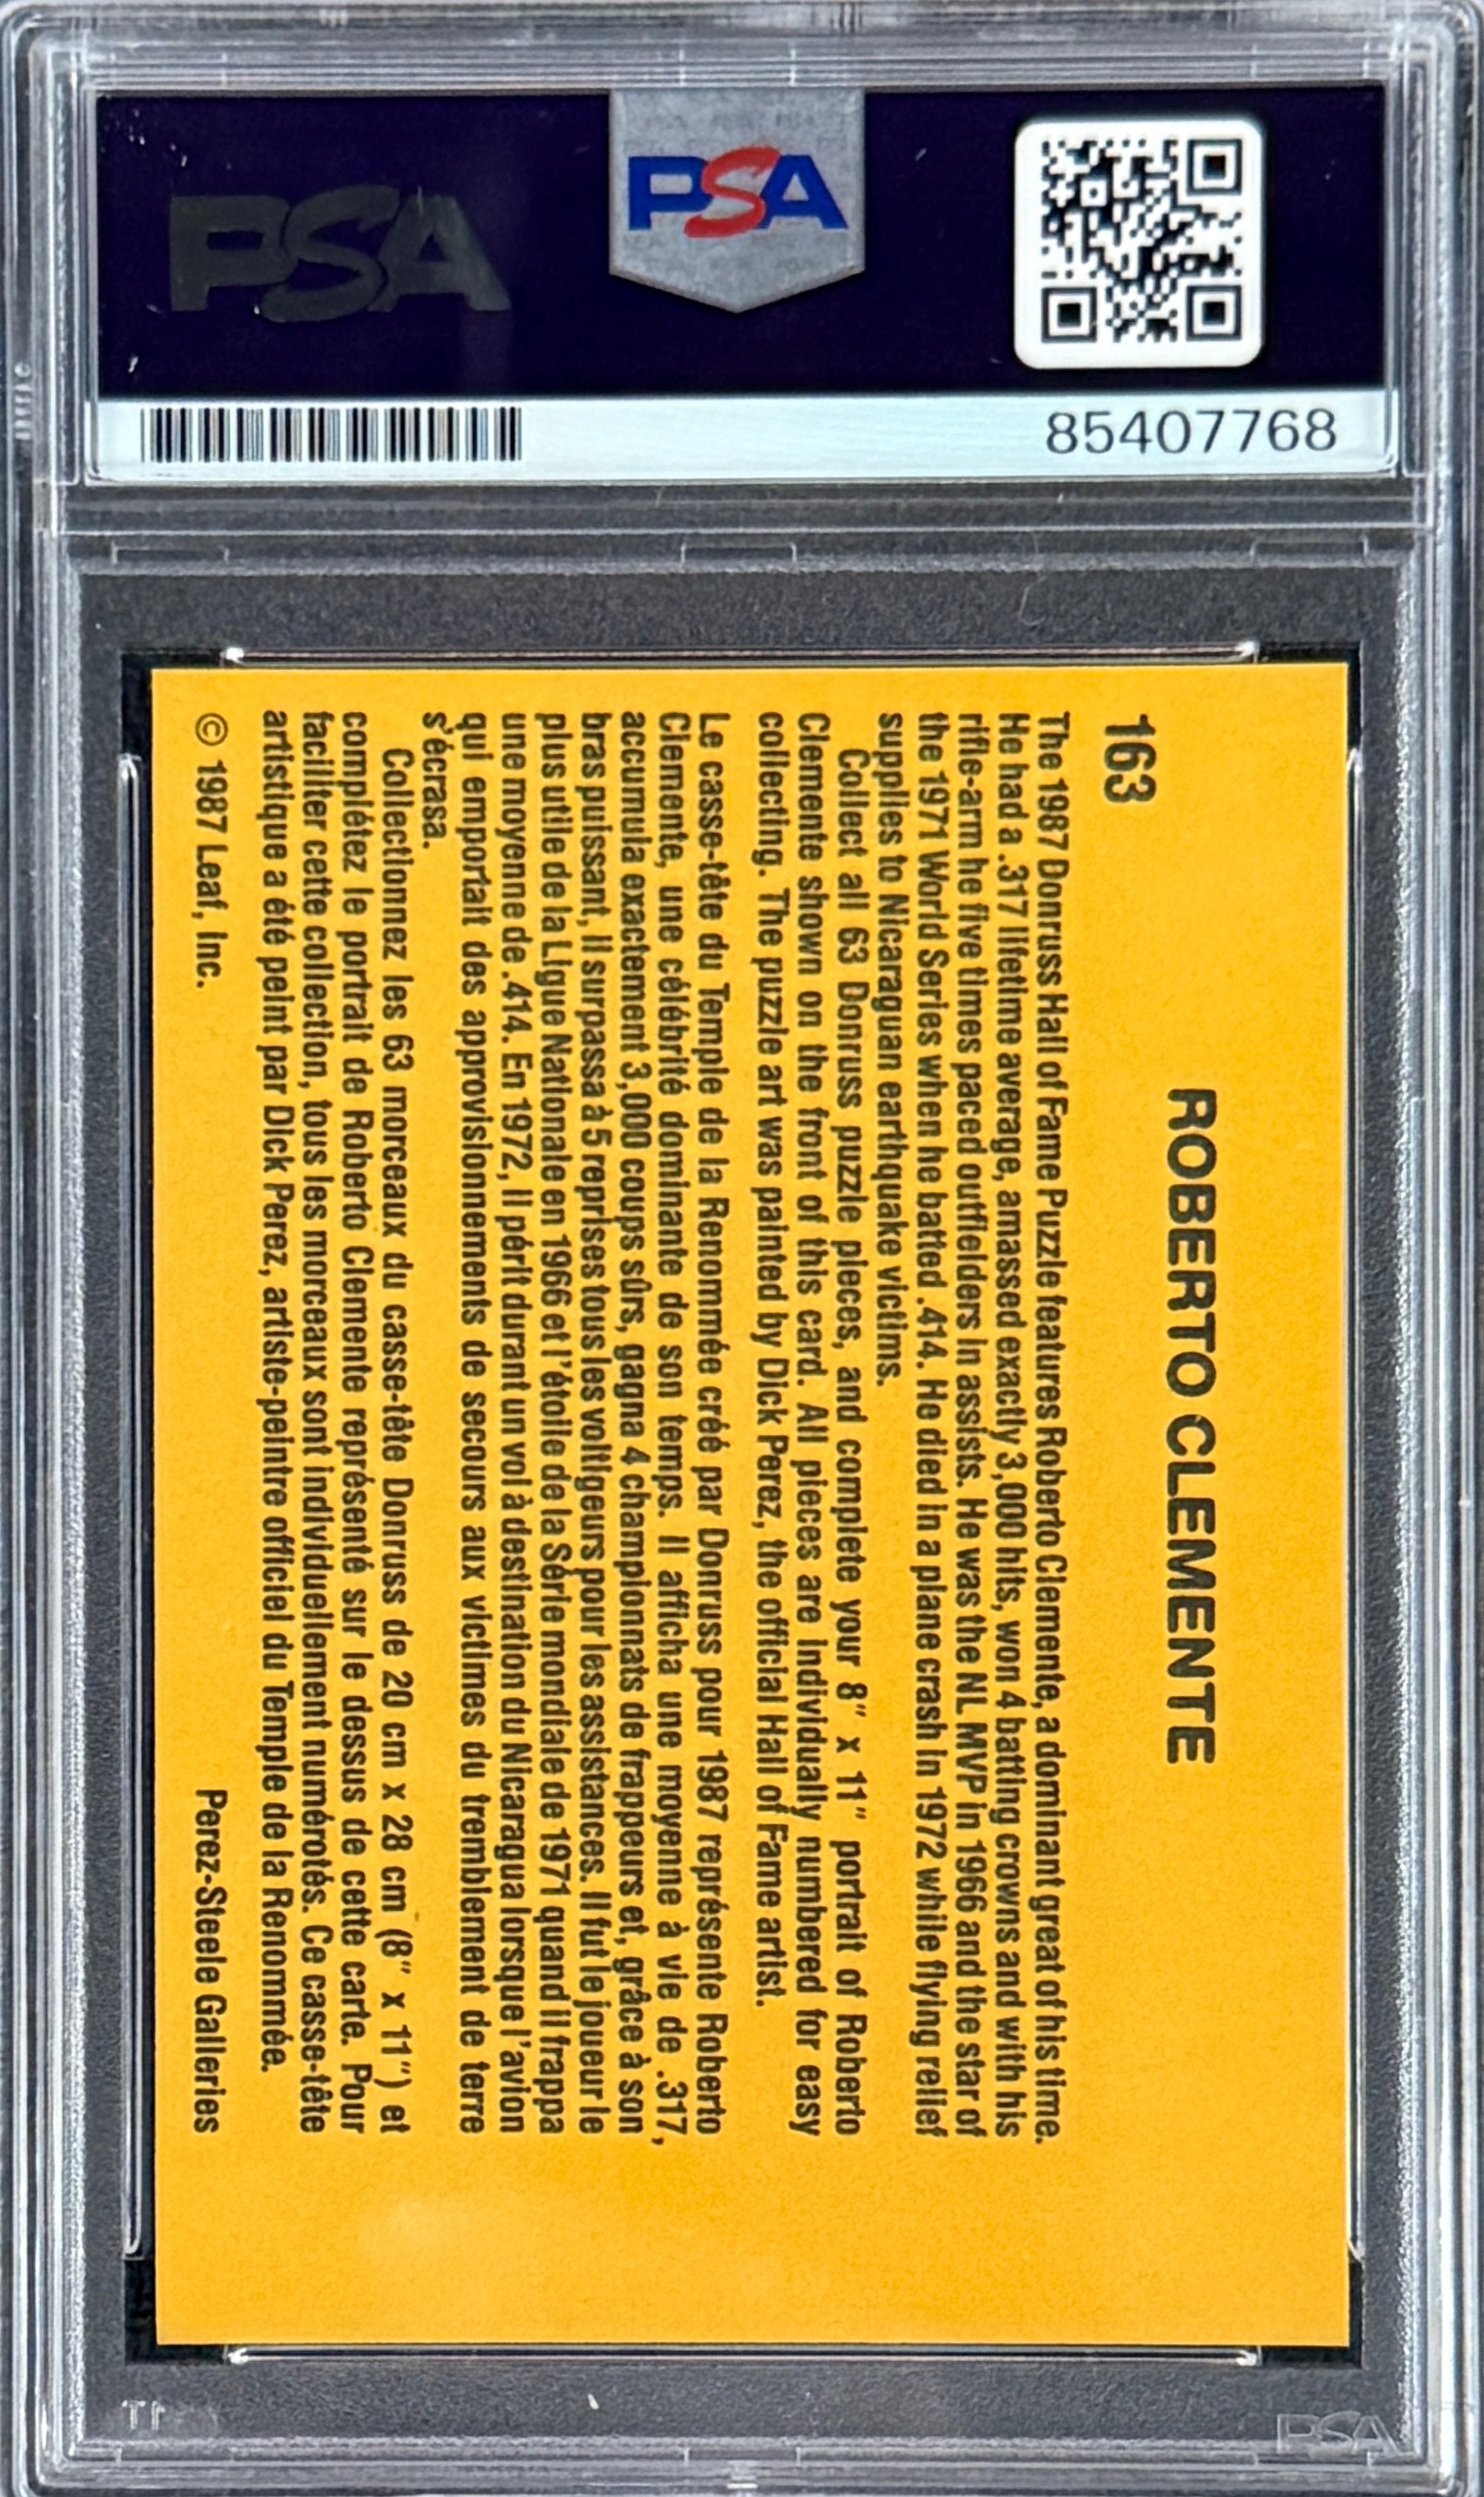 PSA
PSA
85407768
163
ROBERTO CLEMENTE
The 1987 Donruss Hall of Fame Puzzle features Roberto Clemente, a dominant great of his time.
He had a .317 lifetime average, amassed exactly 3,000 hits, won 4 batting crowns and with his
rifle-arm he five times paced outfielders in assists. He was the NL MVP in 1966 and the star of
the 1971 World Series when he batted .414. He died in a plane crash in 1972 while flying relief
supplies to Nicaraguan earthquake victims.
Collect all 63 Donruss puzzle pieces, and complete your 8" x 11" portrait of Roberto
Clemente shown on the front of this card. All pieces are individually numbered for easy
collecting. The puzzle art was painted by Dick Perez, the official Hall of Fame artist.
Le casse-tête du Temple de la Renommée créé par Donruss pour 1987 représente Roberto
Clemente, une célébrité dominante de son temps. Il afficha une moyenne à vie de .317,
accumula exactement 3,000 coups sûrs, gagna 4 championnats de frappeurs et, grâce à son
bras puissant, il surpassa à 5 reprises tous les voltigeurs pour les assistances. Il fut le joueur le
plus utile de la Ligue Nationale en 1966 et l'étoile de la Série mondiale de 1971 quand il frappa
une moyenne de .414. En 1972, il périt durant un vol à destination du Nicaragua lorsque l'avion
qui emportait des approvisionnements de secours aux victimes du tremblement de terre
s'écrasa.
Collectionnez les 63 morceaux du casse-tête Donruss de 20 cm x 28 cm (8" x 11") et
complétez le portrait de Roberto Clemente représenté sur le dessus de cette carte. Pour
faciliter cette collection, tous les morceaux sont individuellement numérotés. Ce casse-tête
artistique a été peint par Dick Perez, artiste-peintre officiel du Temple de la Renommée.
© 1987 Leaf, Inc. Perez-Steele Galleries
PSA